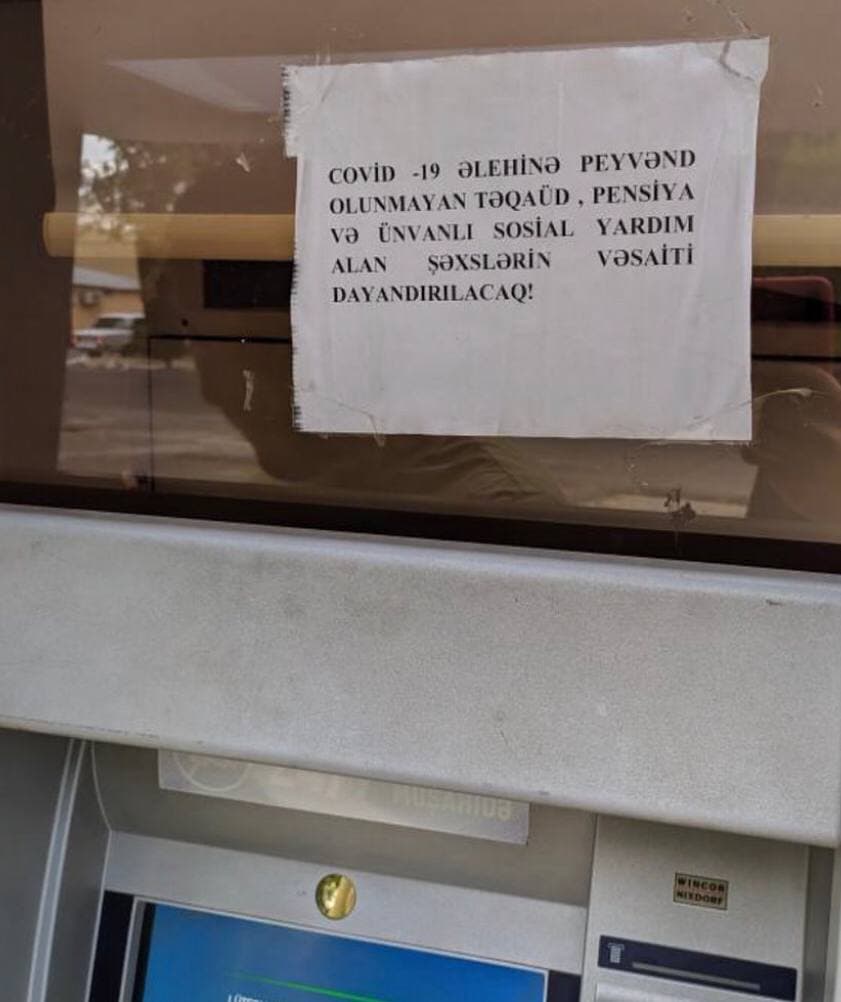 COVİD -19 ƏLEHİNƏ PEYVƏND
OLUNMAYAN TƏQAÜD , PENSİYA
VƏ ÜNVANLI SOSİAL YARDIM
ALAN ŞƏXSLƏRİN VƏSAİTİ
DAYANDIRILACAQ!
WINCOR
NIXDORF